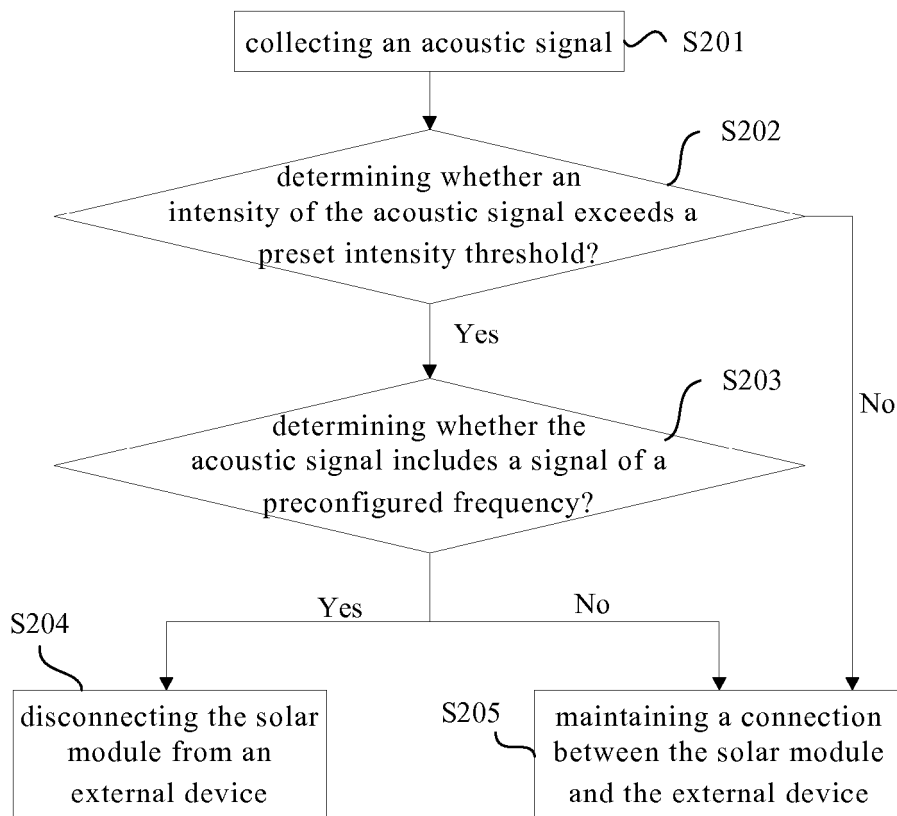 collecting an acoustic signal
S201
S202
determining whether an
intensity of the acoustic signal exceeds a
preset intensity threshold?
Yes
S203
No
determining whether the
acoustic signal includes a signal of a
preconfigured frequency?
Yes
No
S204
disconnecting the solar
module from an
external device
S205
maintaining a connection
between the solar module
and the external device